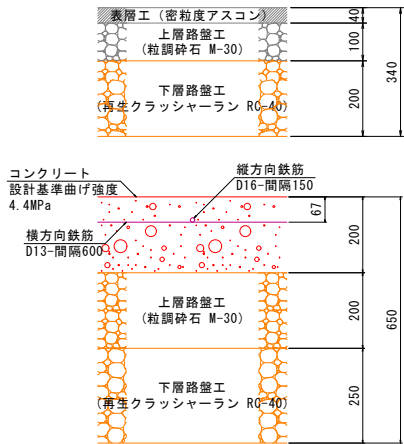 表層工（密粒度アスコン）
40
上層路盤工
（粒調砕石 M-30）
100
340
下層路盤工
（再生クラッシャーラン RC-40）
200
コンクリート
設計基準曲げ強度
4.4MPa
縦方向鉄筋
D16-間隔150
67
横方向鉄筋
D13-間隔600
200
上層路盤工
（粒調砕石 M-30）
200
650
下層路盤工
（再生クラッシャーラン RC-40）
250